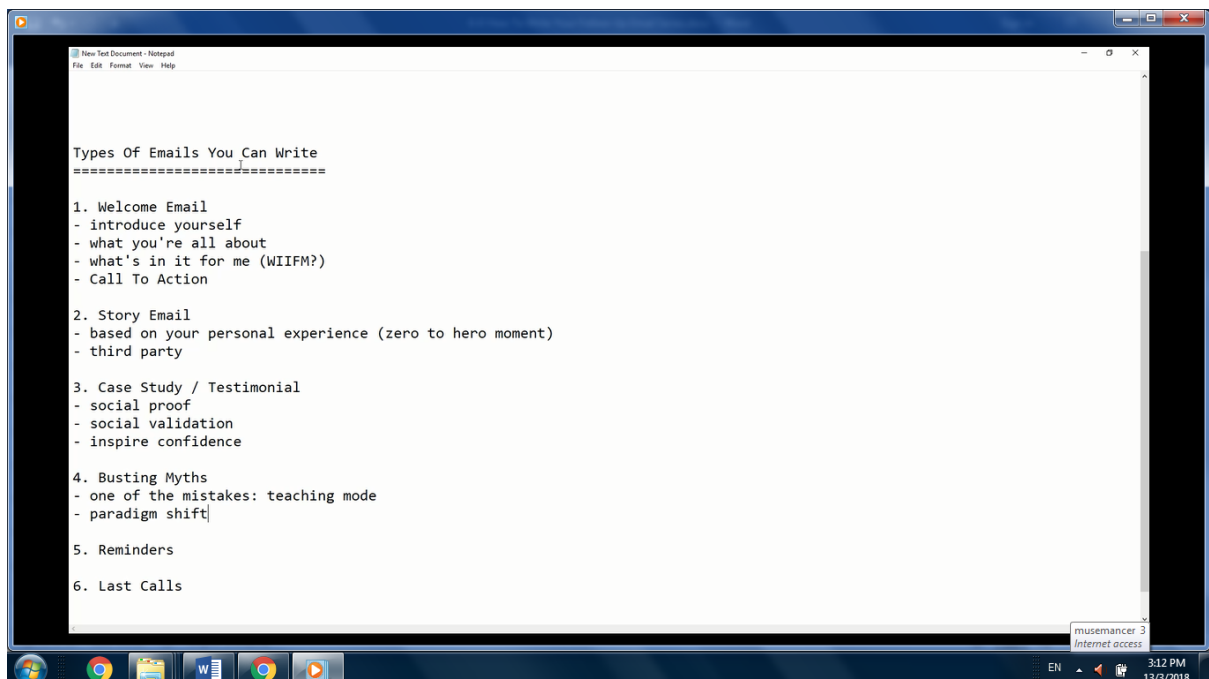 New Text Document - Notepad
File Edit Format View Help
Types Of Emails You Can Write
==============================
1. Welcome Email
- introduce yourself
- what you're all about
- what's in it for me (WIIFM?)
- Call To Action
2. Story Email
- based on your personal experience (zero to hero moment)
- third party
3. Case Study / Testimonial
- social proof
- social validation
- inspire confidence
4. Busting Myths
- one of the mistakes: teaching mode
- paradigm shift
5. Reminders
6. Last Calls
musemancer 3
Internet access
EN
3:12 PM
13/3/2018